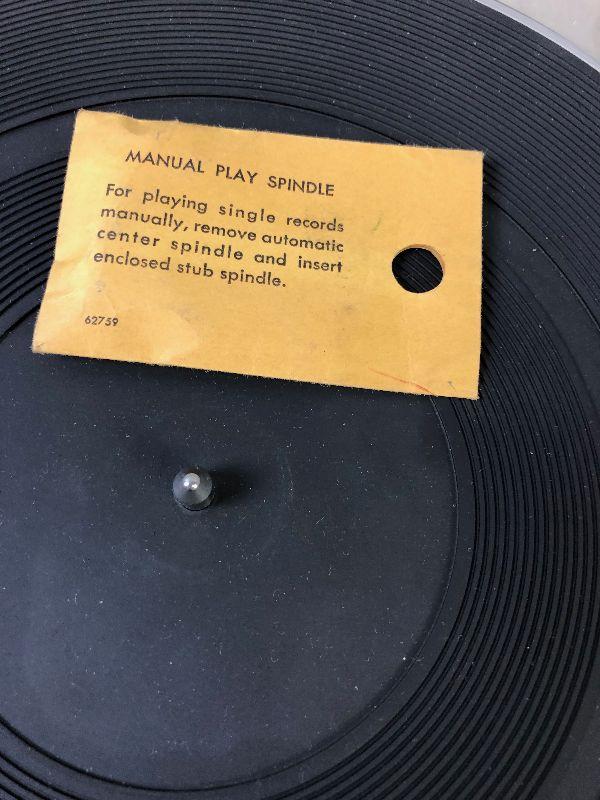 MANUAL PLAY SPINDLE
For playing single records
manually, remove automatic
center spindle and insert
enclosed stub spindle.
62759